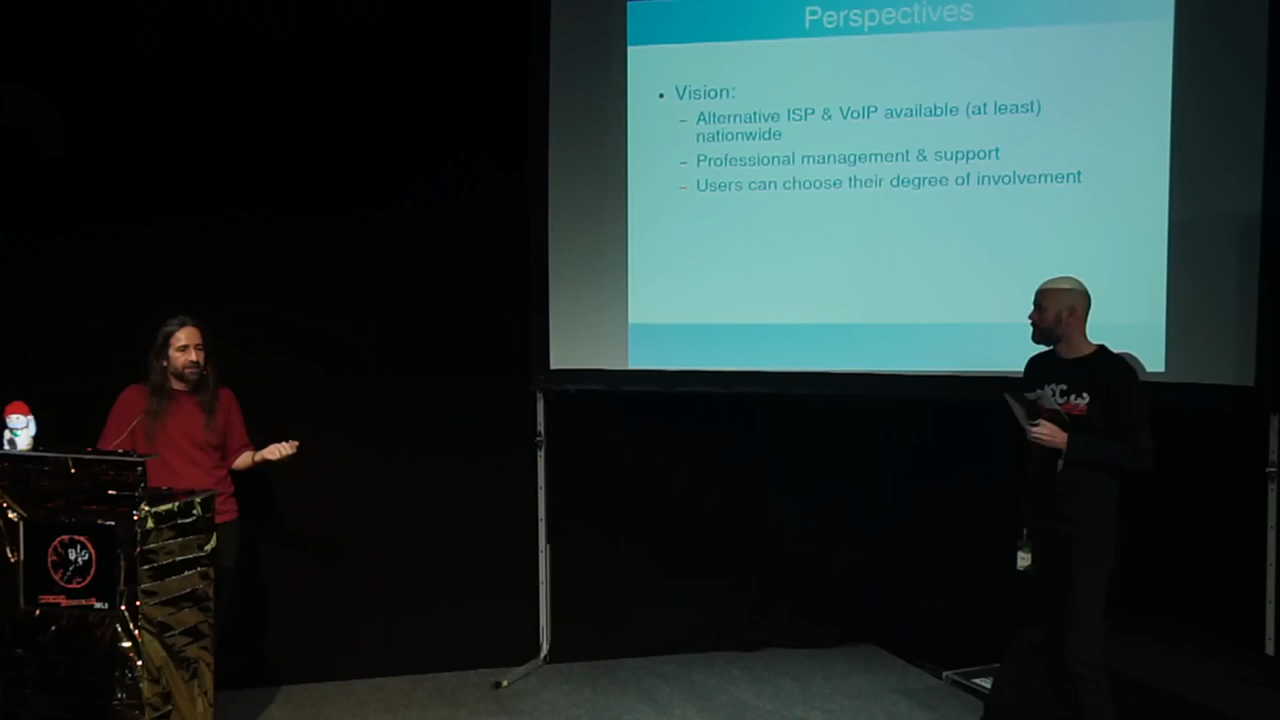 Perspectives
• Vision:
– Alternative ISP & VoIP available (at least)
nationwide
– Professional management & support
– Users can choose their degree of involvement